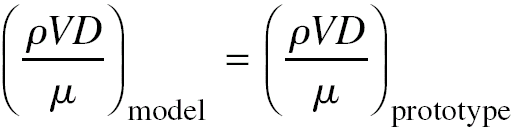 (ρVD/μ)model = (ρVD/μ)prototype